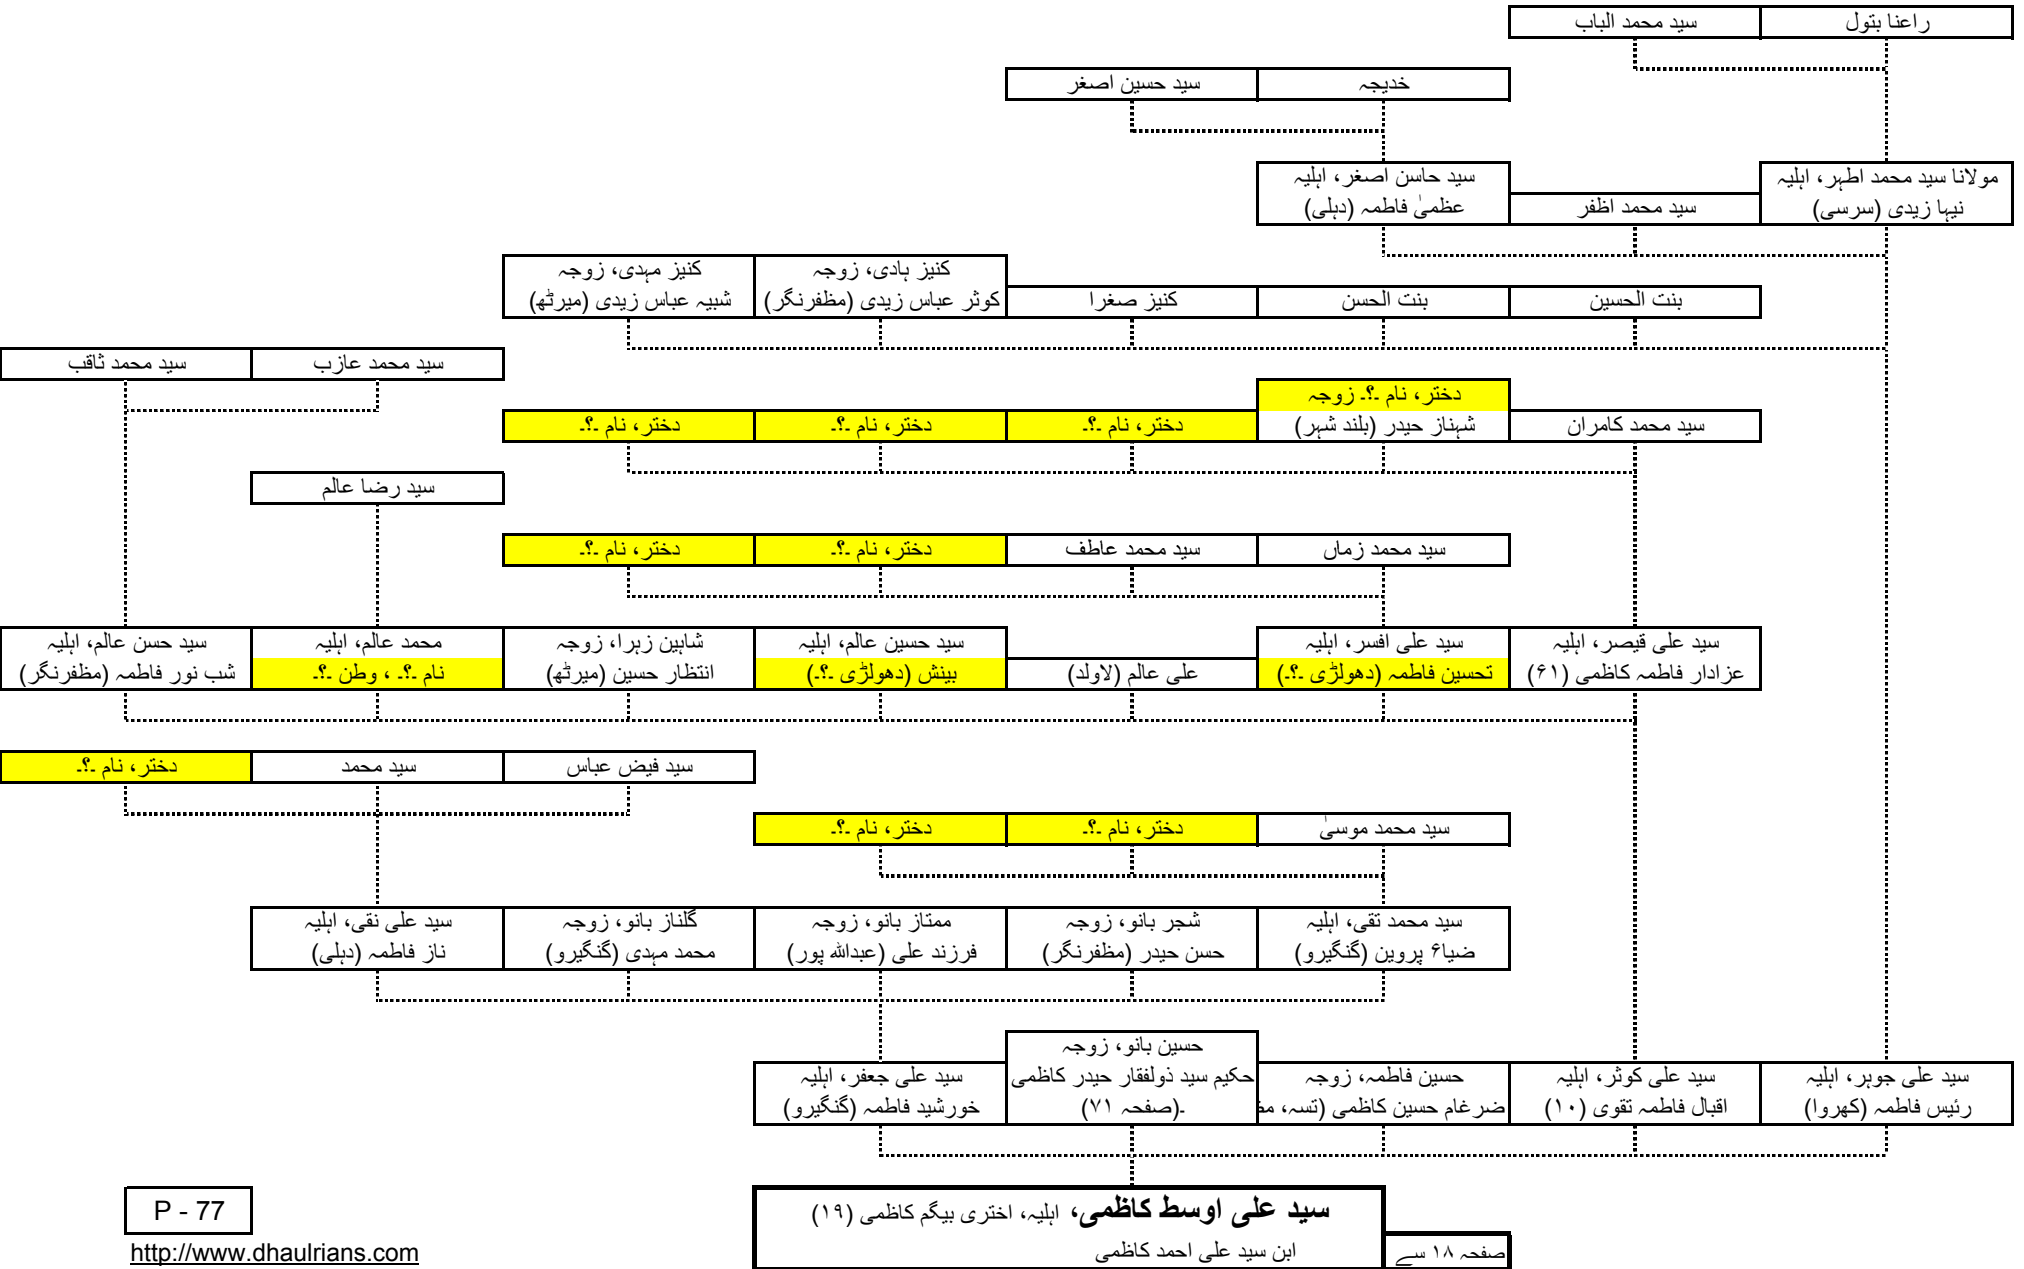 راعنا بتول
سید محمد الباب
خدیجہ
سید حسین اصغر
مولانا سید محمد اطہر، اہلیہ
نیہا زیدی (سرسی)
سید محمد اظفر
سید حاسن اصغر، اہلیہ
عظمیٰ فاطمہ (دہلی)
بنت الحسین
بنت الحسن
کنیز صغرا
کنیز ہادی، زوجہ
کوثر عباس زیدی (مظفرنگر)
کنیز مہدی، زوجہ
شبیہ عباس زیدی (میرٹھ)
سید محمد عازب
سید محمد ثاقب
سید محمد کامران
دختر، نام ۔؟۔ زوجہ
شہناز حیدر (بلند شہر)
دختر، نام ۔؟۔
دختر، نام ۔؟۔
دختر، نام ۔؟۔
سید رضا عالم
سید محمد زماں
سید محمد عاطف
دختر، نام ۔؟۔
دختر، نام ۔؟۔
سید علی قیصر، اہلیہ
عزادار فاطمہ کاظمی (۶۱)
سید علی افسر، اہلیہ
تحسین فاطمہ (دھولڑی ۔؟۔)
علی عالم (لاولد)
سید حسین عالم، اہلیہ
بینش (دھولڑی ۔؟۔)
شاہین زہرا، زوجہ
انتظار حسین (میرٹھ)
محمد عالم، اہلیہ
نام ۔؟۔ ، وطن ۔؟۔
سید حسن عالم، اہلیہ
شب نور فاطمہ (مظفرنگر)
سید فیض عباس
سید محمد
دختر، نام ۔؟۔
سید محمد موسیٰ
دختر، نام ۔؟۔
دختر، نام ۔؟۔
سید محمد تقی، اہلیہ
ضیا۶ پروین (گنگیرو)
شجر بانو، زوجہ
حسن حیدر (مظفرنگر)
ممتاز بانو، زوجہ
فرزند علی (عبداللہ پور)
گلناز بانو، زوجہ
محمد مہدی (گنگیرو)
سید علی نقی، اہلیہ
ناز فاطمہ (دہلی)
سید علی جوہر، اہلیہ
رئیس فاطمہ (کھروا)
سید علی کوثر، اہلیہ
اقبال فاطمہ تقوی (۱۰)
حسین فاطمہ، زوجہ
ضرغام حسین کاظمی (تسہ، مظ
حسین بانو، زوجہ
حکیم سید ذولفقار حیدر کاظمی
۔(صفحہ ۷۱)
سید علی جعفر، اہلیہ
خورشید فاطمہ (گنگیرو)
سید علی اوسط کاظمی، اہلیہ، اختری بیگم کاظمی (۱۹)
ابن سید علی احمد کاظمی
صفحہ ۱۸ سے
P - 77
http://www.dhaulrians.com